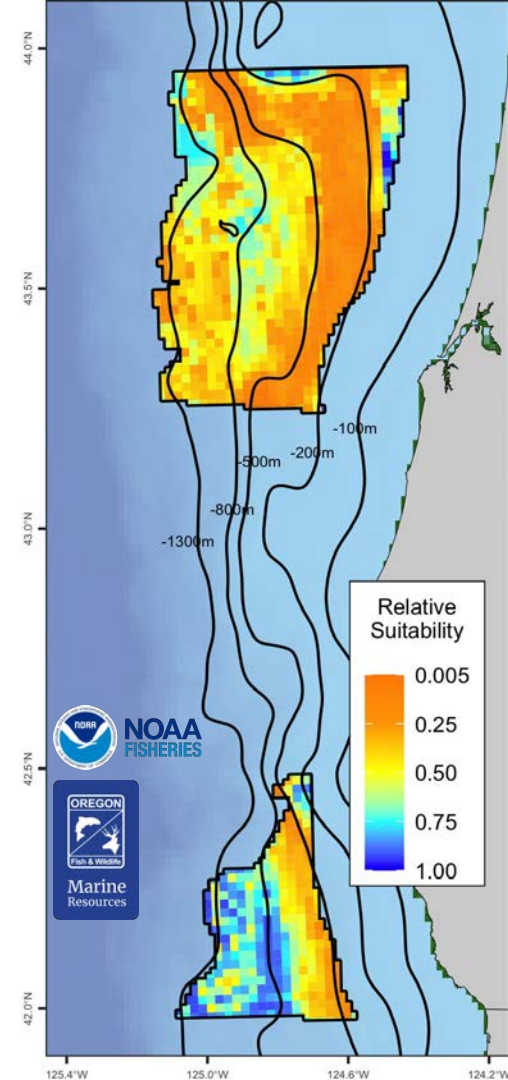 44.0°N
43.5°N
43.0°N
42.5°N
42.0°N
-100m
-200m
-500m
-800m
-1300m
Relative
Suitability
0.005
0.25
0.50
0.75
1.00
NOAA
NOAA
FISHERIES
OREGON
Fish & Wildlife
Marine
Resources
125.4°W
125.0°W
124.6°W
124.2°W